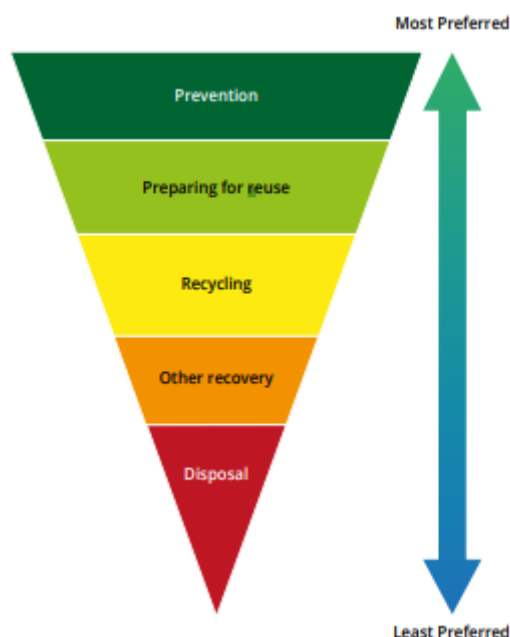 Most Preferred
Prevention
Preparing for reuse
Recycling
Other recovery
Disposal
Least Preferred